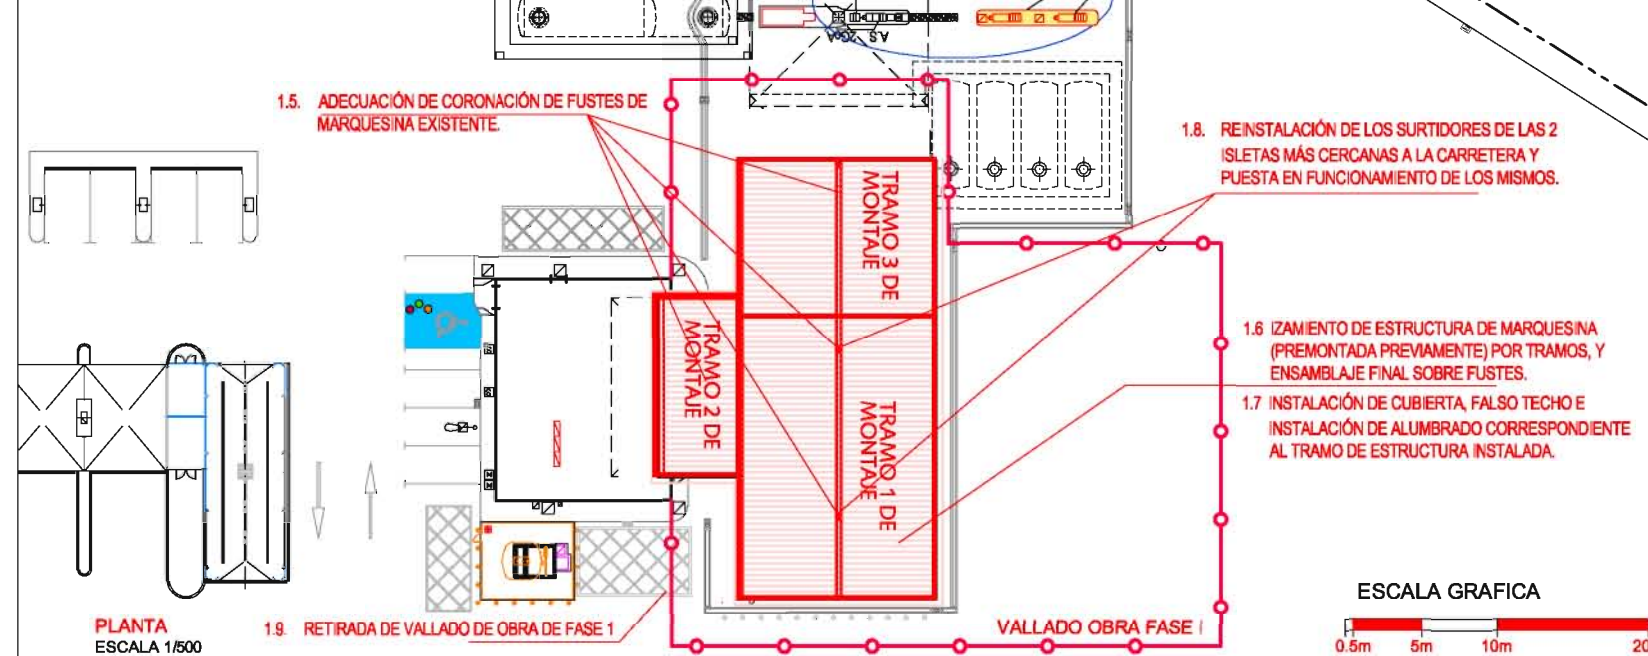 A.S
1.5. ADECUACIÓN DE CORONACIÓN DE FUSTES DE
MARQUESINA EXISTENTE.
1.8. REINSTALACIÓN DE LOS SURTIDORES DE LAS 2
ISLETAS MÁS CERCANAS A LA CARRETERA Y
PUESTA EN FUNCIONAMIENTO DE LOS MISMOS.
TRAMO 3 DE
MONTAJE
TRAMO 2 DE
MONTAJE
TRAMO 1 DE
MONTAJE
1.6 IZAMIENTO DE ESTRUCTURA DE MARQUESINA
(PREMONTADA PREVIAMENTE) POR TRAMOS, Y
ENSAMBLAJE FINAL SOBRE FUSTES.
1.7 INSTALACIÓN DE CUBIERTA, FALSO TECHO E
INSTALACIÓN DE ALUMBRADO CORRESPONDIENTE
AL TRAMO DE ESTRUCTURA INSTALADA.
ESCALA GRAFICA
0.5m 5m 10m 20
PLANTA
ESCALA 1/500
1.9. RETIRADA DE VALLADO DE OBRA DE FASE 1
VALLADO OBRA FASE I